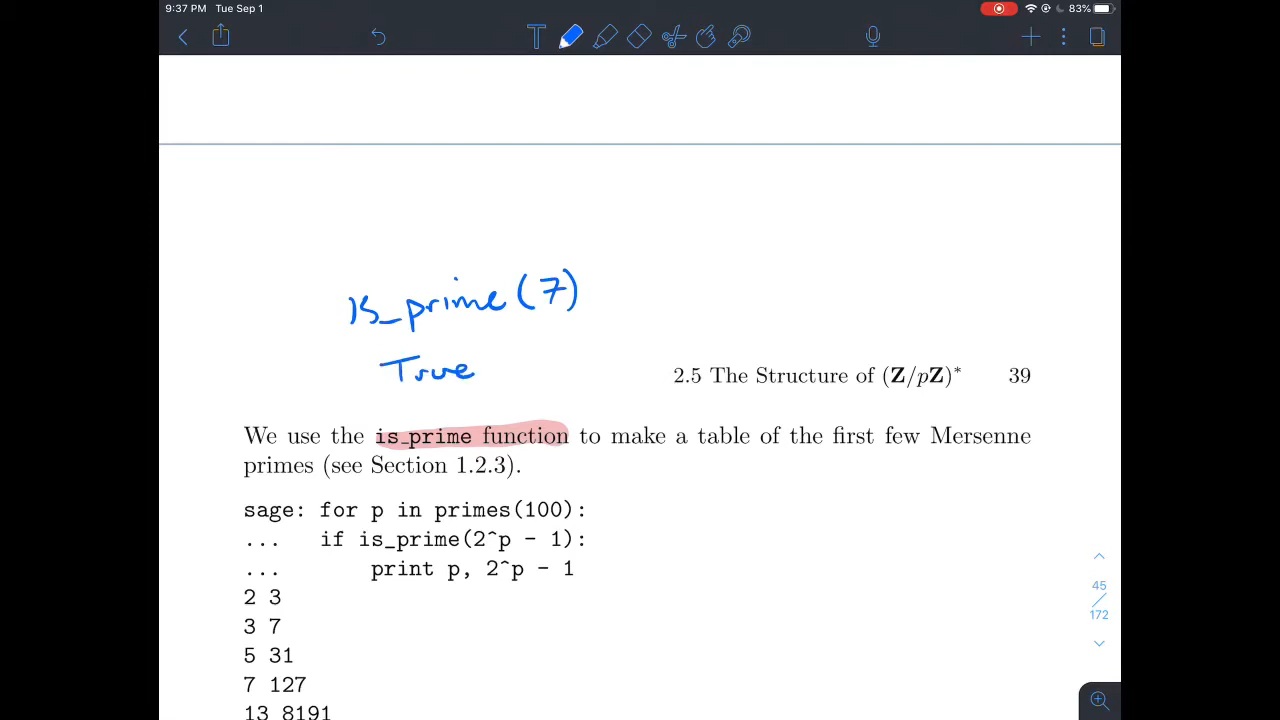 9:37 PM Tue Sep 1
83%
is_prime(7)
True
2.5 The Structure of (Z/pZ)* 39
We use the is_prime function to make a table of the first few Mersenne
primes (see Section 1.2.3).
sage: for p in primes(100):
... if is_prime(2^p - 1):
... print p, 2^p - 1
2 3
3 7
5 31
7 127
13 8191
45
172